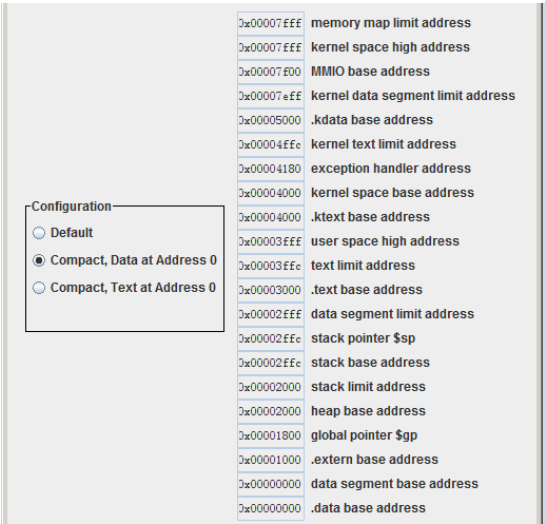 0x00007fff memory map limit address
0x00007fff kernel space high address
0x00007f00 MMIO base address
0x00007eff kernel data segment limit address
0x00005000 .kdata base address
0x00004ffc kernel text limit address
0x00004180 exception handler address
0x00004000 kernel space base address
0x00004000 .ktext base address
0x00003fff user space high address
0x00003ffc text limit address
0x00003000 .text base address
0x00002fff data segment limit address
0x00002ffc stack pointer $sp
0x00002ffc stack base address
0x00002000 stack limit address
0x00002000 heap base address
0x00001800 global pointer $gp
0x00001000 .extern base address
0x00000000 data segment base address
0x00000000 .data base address
Configuration
Default
Compact, Data at Address 0
Compact, Text at Address 0